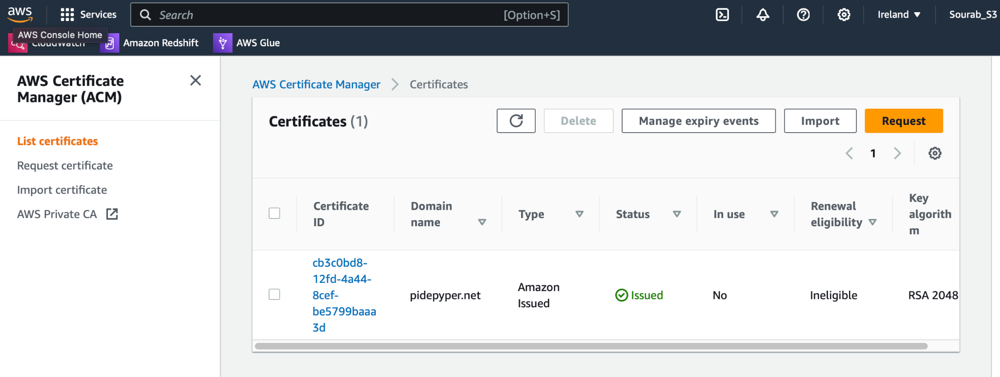 aws
Services
Search
[Option+S]
Ireland
Sourab_S3
AWS Console Home
CloudWatch
Amazon Redshift
AWS Glue
AWS Certificate
Manager (ACM)
List certificates
Request certificate
Import certificate
AWS Private CA
AWS Certificate Manager
Certificates
Certificates (1)
Delete
Manage expiry events
Import
Request
1
Certificate
ID
Domain
name
Type
Status
In use
Renewal
eligibility
Key
algorith
m
cb3c0bd8-
12fd-4a44-
8cef-
be5799baaa
3d
pidepyper.net
Amazon
Issued
Issued
No
Ineligible
RSA 2048